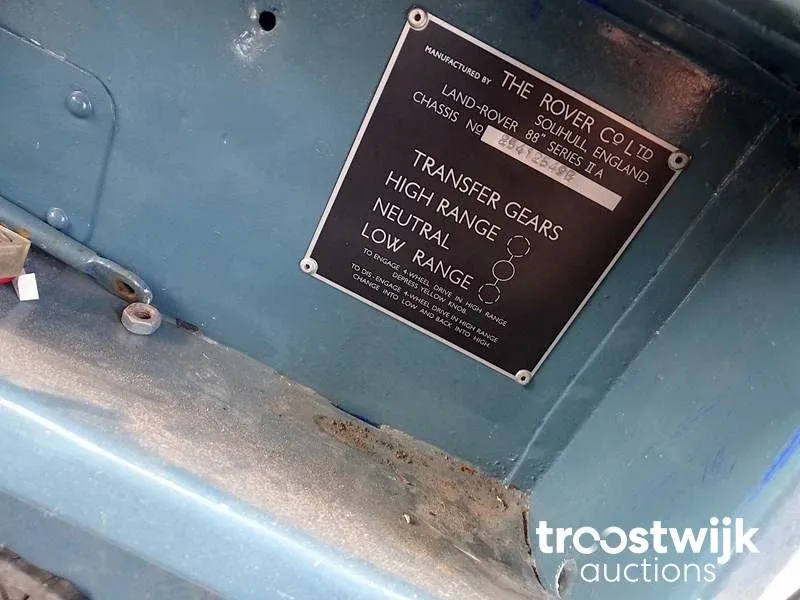 MANUFACTURED BY THE ROVER CO LTD
SOLIHULL, ENGLAND.
LAND-ROVER 88" SERIES II A
CHASSIS NO
TRANSFER GEARS
HIGH RANGE
NEUTRAL
LOW RANGE
TO ENGAGE 4-WHEEL DRIVE IN HIGH RANGE
DEPRESS YELLOW KNOB.
TO DIS-ENGAGE 4-WHEEL DRIVE IN HIGH RANGE
CHANGE INTO LOW AND BACK INTO HIGH.
troostwijk
auctions